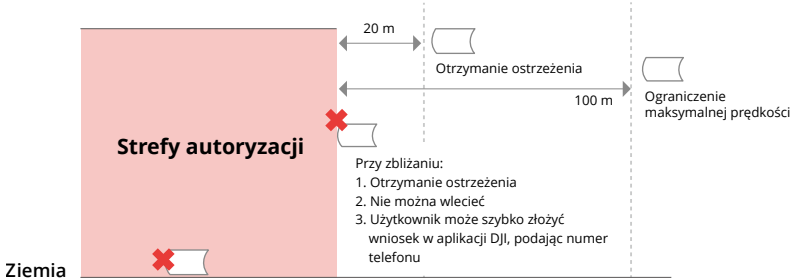 20 m
Otrzymanie ostrzeżenia
100 m
Ograniczenie
maksymalnej prędkości
Strefy autoryzacji
Przy zbliżaniu:
1. Otrzymanie ostrzeżenia
2. Nie można wlecieć
3. Użytkownik może szybko złożyć
wniosek w aplikacji DJI, podając numer
telefonu
Ziemia